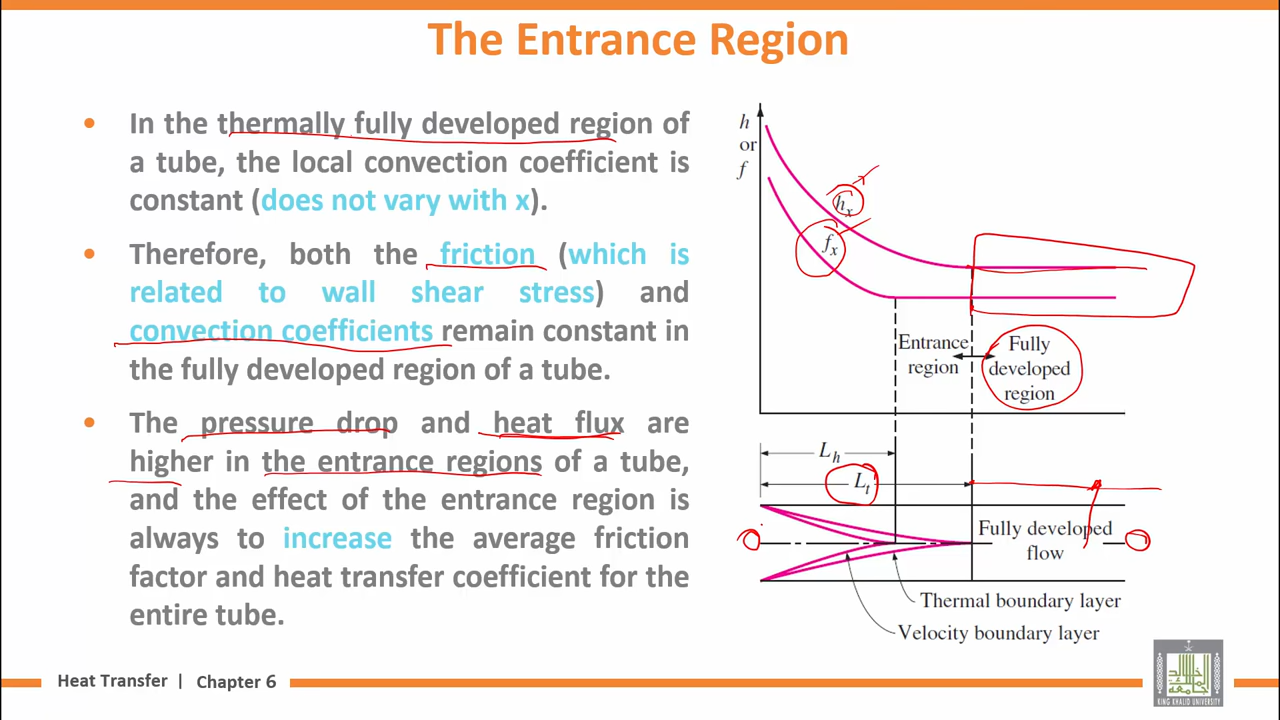 The Entrance Region
• In the thermally fully developed region of
a tube, the local convection coefficient is
constant (does not vary with x).
• Therefore, both the friction (which is
related to wall shear stress) and
convection coefficients remain constant in
the fully developed region of a tube.
• The pressure drop and heat flux are
higher in the entrance regions of a tube,
and the effect of the entrance region is
always to increase the average friction
factor and heat transfer coefficient for the
entire tube.
h
or
f
hx
fx
Entrance
region
Fully
developed
region
Lh
Lt
Fully developed
flow
Thermal boundary layer
Velocity boundary layer
Heat Transfer | Chapter 6
KING KHALID UNIVERSITY